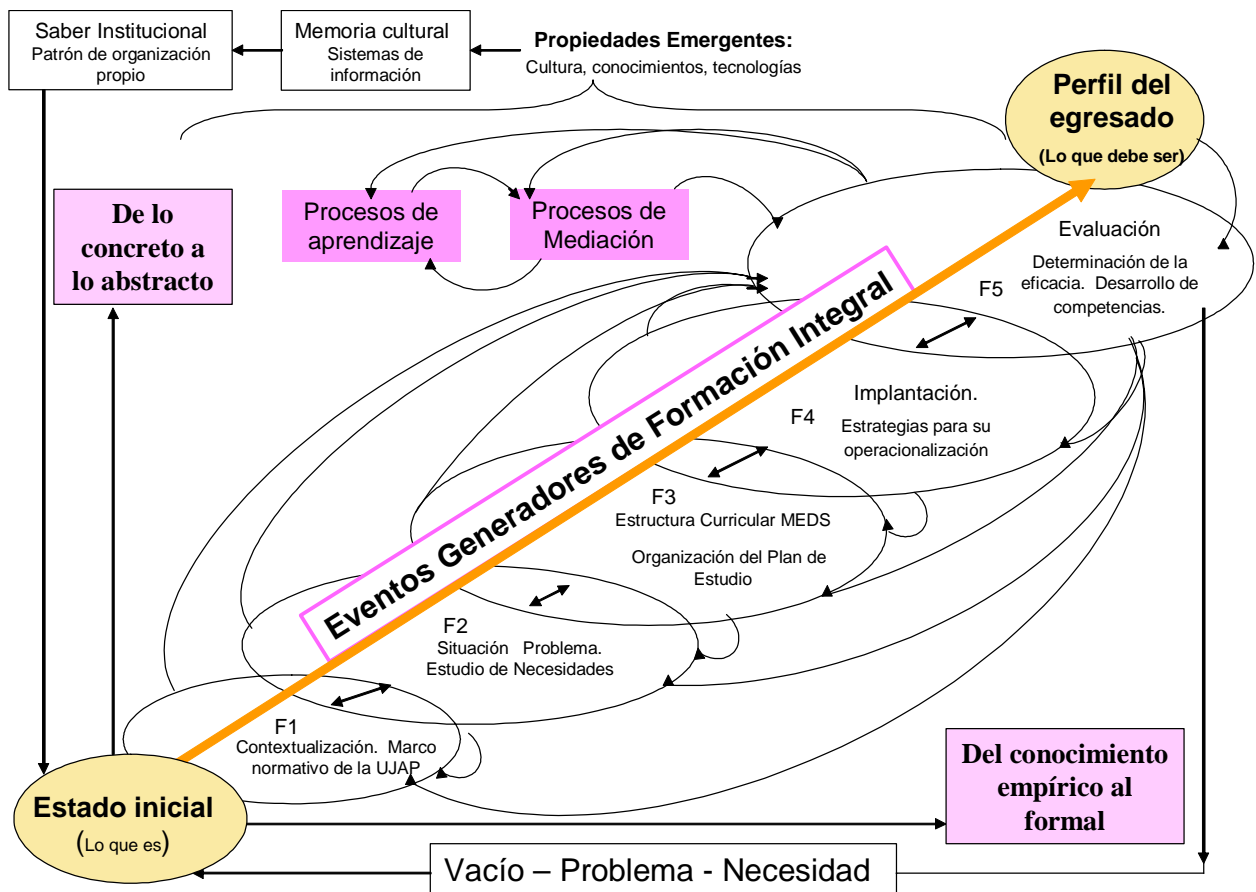 Saber Institucional
Patrón de organización
propio
Memoria cultural
Sistemas de
información
Propiedades Emergentes:
Cultura, conocimientos, tecnologías
Perfil del
egresado
(Lo que debe ser)
De lo
concreto a
lo abstracto
Procesos de
aprendizaje
Procesos de
Mediación
Evaluación
Determinación de la
eficacia. Desarrollo de
competencias.
F5
Eventos Generadores de Formación Integral
Implantación.
F4
Estrategias para su
operacionalización
F3
Estructura Curricular MEDS
Organización del Plan de
Estudio
F2
Situación Problema.
Estudio de Necesidades
F1
Contextualización. Marco
normativo de la UJAP
Estado inicial
(Lo que es)
Del conocimiento
empírico al
formal
Vacío – Problema - Necesidad